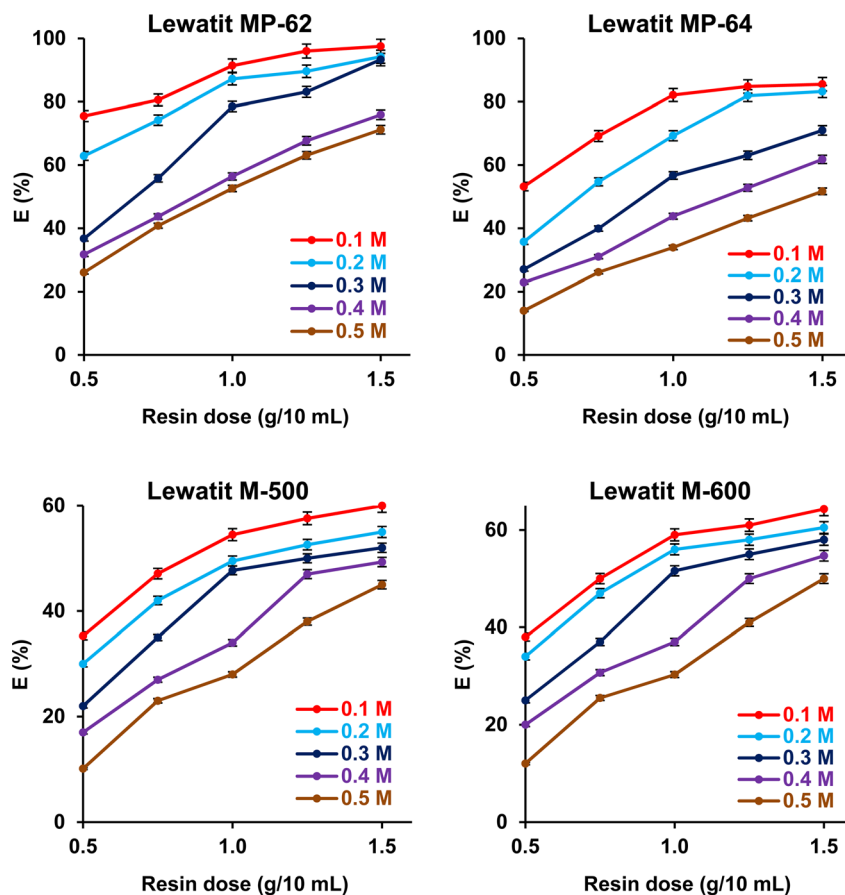 Lewatit MP-62
100
80
60
40
20
0
E (%)
0.1 M
0.2 M
0.3 M
0.4 M
0.5 M
0.5
1.0
1.5
Resin dose (g/10 mL)
Lewatit MP-64
100
80
60
40
20
0
E (%)
0.1 M
0.2 M
0.3 M
0.4 M
0.5 M
0.5
1.0
1.5
Resin dose (g/10 mL)
Lewatit M-500
60
40
20
0
E (%)
0.1 M
0.2 M
0.3 M
0.4 M
0.5 M
0.5
1.0
1.5
Resin dose (g/10 mL)
Lewatit M-600
60
40
20
0
E (%)
0.1 M
0.2 M
0.3 M
0.4 M
0.5 M
0.5
1.0
1.5
Resin dose (g/10 mL)